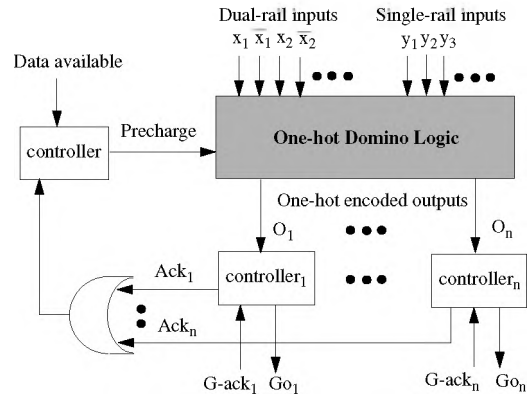 Dual-rail inputs
Single-rail inputs
x1 x̅1 x2 x̅2
y1 y2 y3
Data available
Precharge
controller
One-hot Domino Logic
One-hot encoded outputs
O1
On
Ack1
controller1
controllern
Ackn
G-ack1 Go1
G-ackn Gon